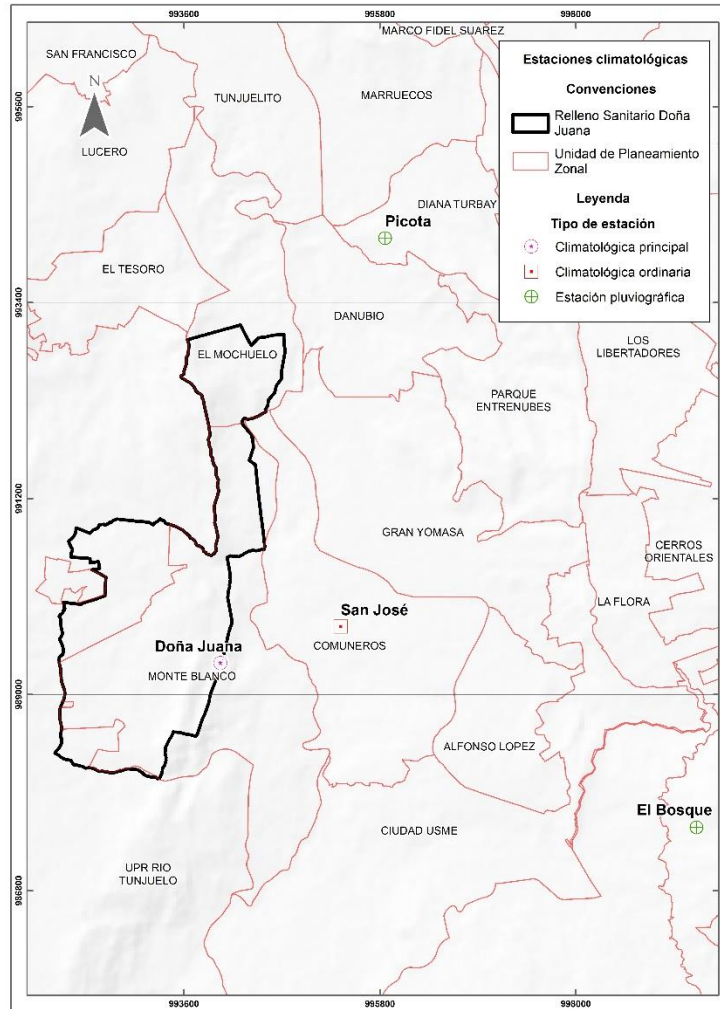 993600
995800
998000
MARCO FIDEL SUAREZ
SAN FRANCISCO
N
TUNJUELITO
MARRUECOS
LUCERO
Estaciones climatológicas
Convenciones
Relleno Sanitario Doña
Juana
Unidad de Planeamiento
Zonal
Leyenda
Tipo de estación
Climatológica principal
Climatológica ordinaria
Estación pluviográfica
995600
DIANA TURBAY
Picota
EL TESORO
993400
DANUBIO
EL MOCHUELO
LOS
LIBERTADORES
PARQUE
ENTRENUBES
991200
GRAN YOMASA
CERROS
ORIENTALES
LA FLORA
San José
COMUNEROS
Doña Juana
MONTE BLANCO
989000
ALFONSO LOPEZ
El Bosque
CIUDAD USME
UPR RIO
TUNJUELO
986800
993600
995800
998000